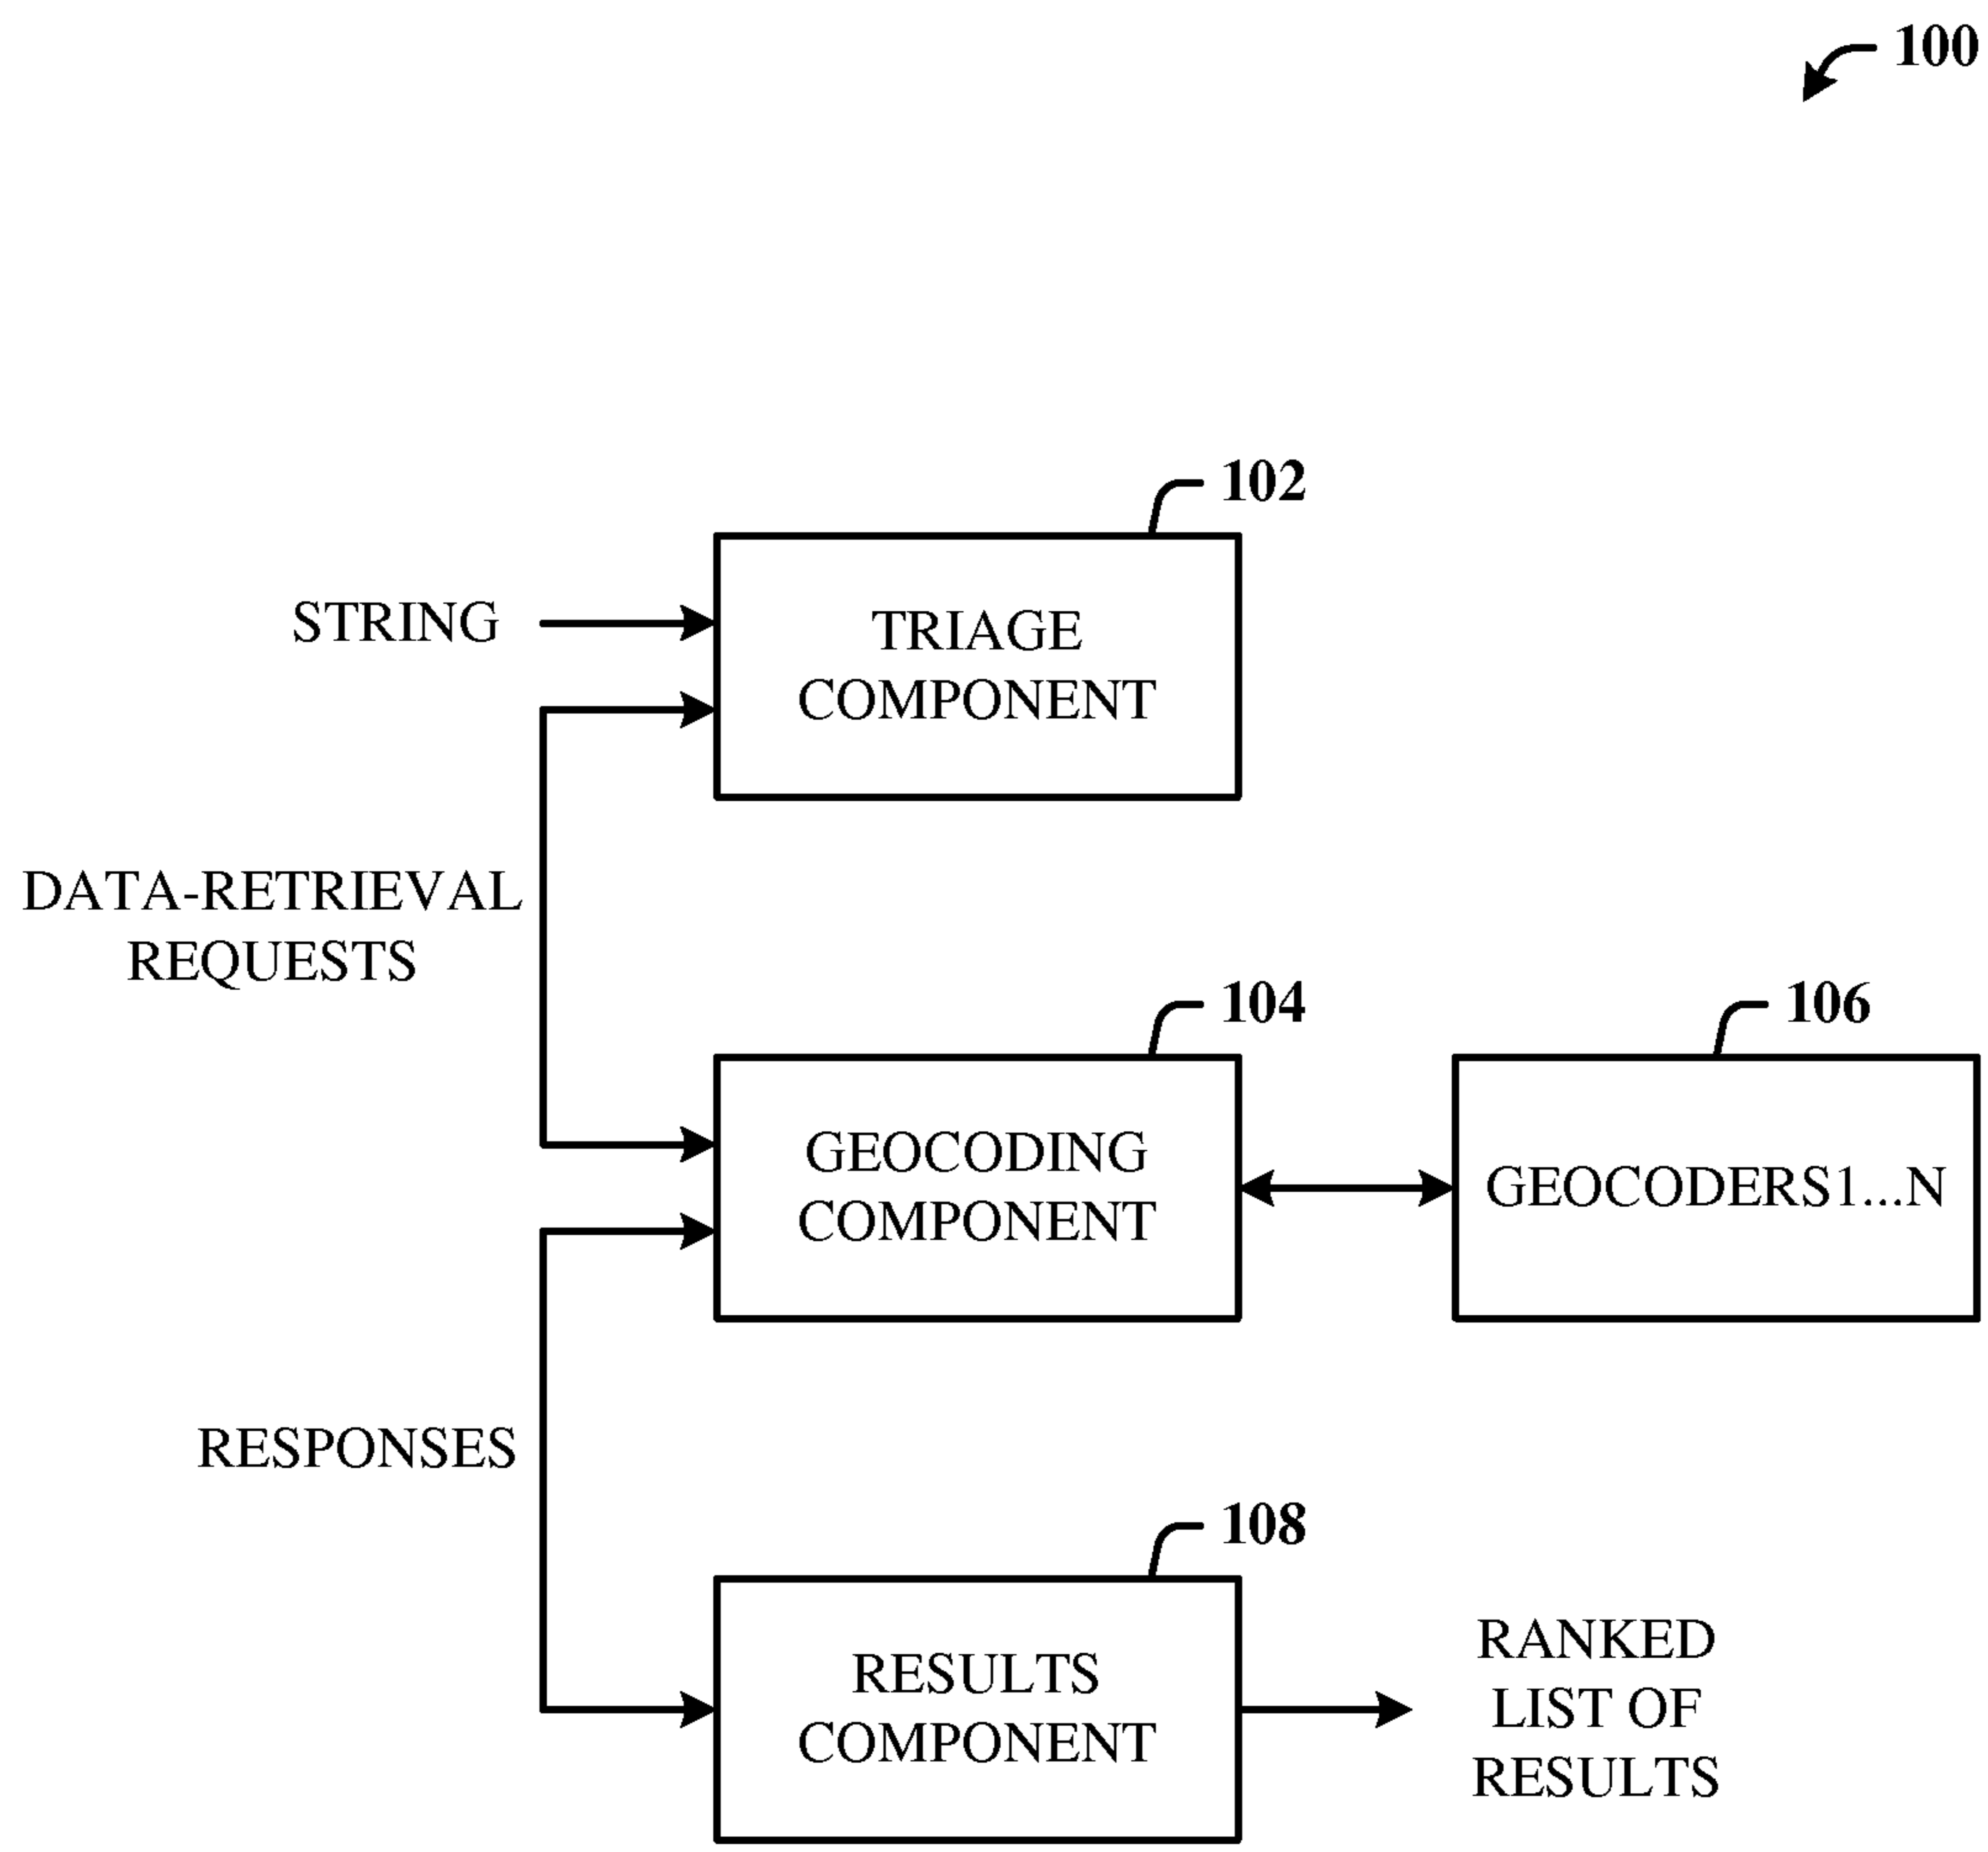 100
102
STRING
TRIAGE
COMPONENT
DATA-RETRIEVAL
REQUESTS
104
106
GEOCODING
COMPONENT
GEOCODERS1...N
RESPONSES
108
RESULTS
COMPONENT
RANKED
LIST OF
RESULTS